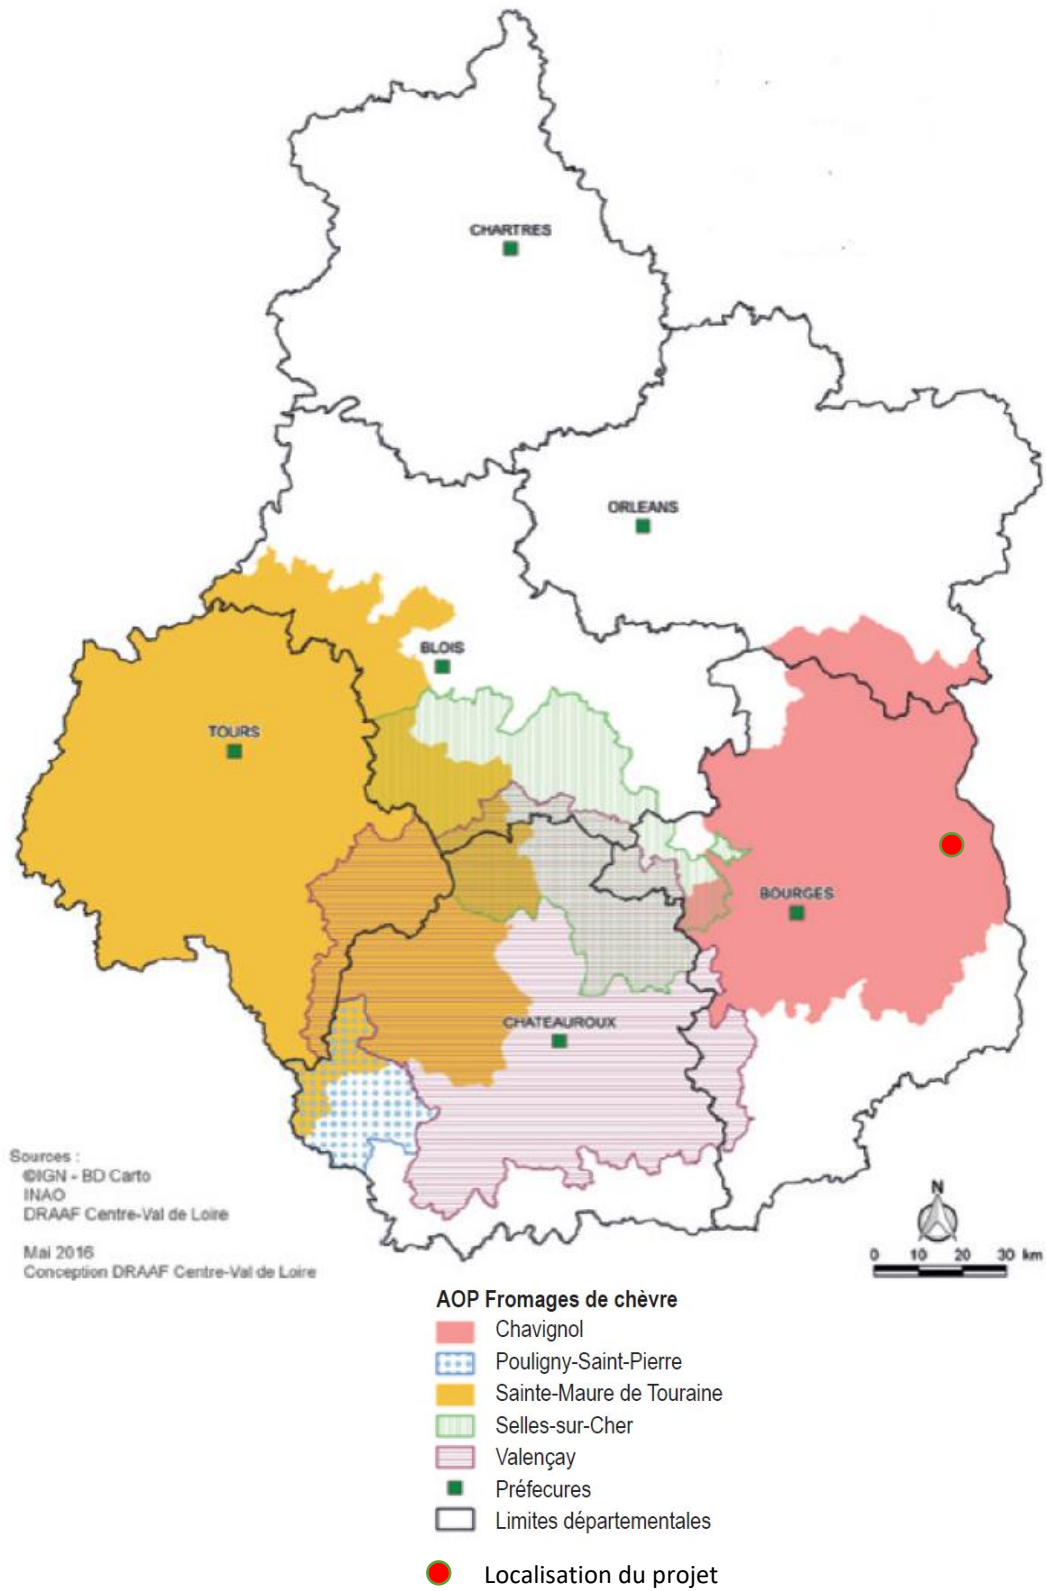 CHARTRES
ORLEANS
BLOIS
TOURS
BOURGES
CHATEAUROUX
Sources :
©IGN - BD Carto
INAO
DRAAF Centre-Val de Loire
Mai 2016
Conception DRAAF Centre-Val de Loire
N
0 10 20 30 km
AOP Fromages de chèvre
Chavignol
Pouligny-Saint-Pierre
Sainte-Maure de Touraine
Selles-sur-Cher
Valençay
Préfecures
Limites départementales
Localisation du projet